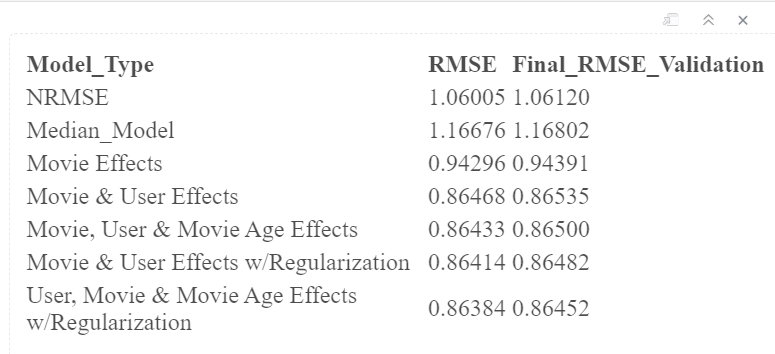 Model_Type RMSE Final_RMSE_Validation
NRMSE 1.06005 1.06120
Median_Model 1.16676 1.16802
Movie Effects 0.94296 0.94391
Movie & User Effects 0.86468 0.86535
Movie, User & Movie Age Effects 0.86433 0.86500
Movie & User Effects w/Regularization 0.86414 0.86482
User, Movie & Movie Age Effects
w/Regularization 0.86384 0.86452